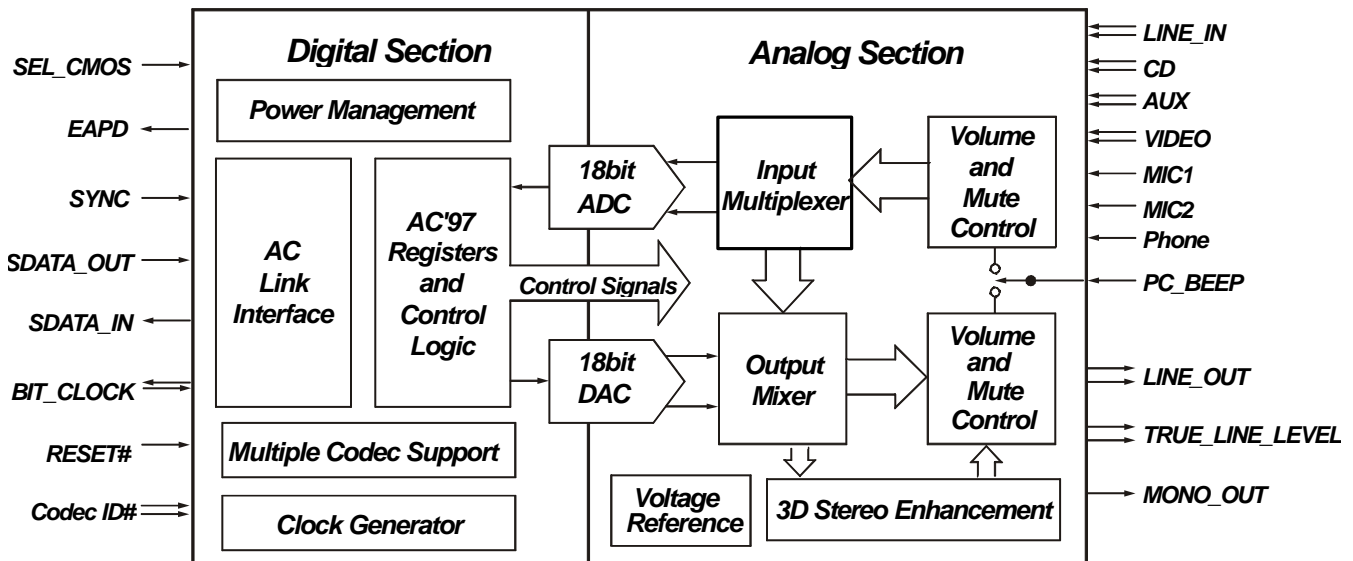 Digital Section
Analog Section
SEL_CMOS
EAPD
SYNC
SDATA_OUT
SDATA_IN
BIT_CLOCK
RESET#
Codec ID#
Power Management
AC
Link
Interface
AC'97
Registers
and
Control
Logic
Multiple Codec Support
Clock Generator
18bit
ADC
Control Signals
18bit
DAC
Input
Multiplexer
Output
Mixer
Volume
and
Mute
Control
Volume
and
Mute
Control
Voltage
Reference
3D Stereo Enhancement
LINE_IN
CD
AUX
VIDEO
MIC1
MIC2
Phone
PC_BEEP
LINE_OUT
TRUE_LINE_LEVEL
MONO_OUT